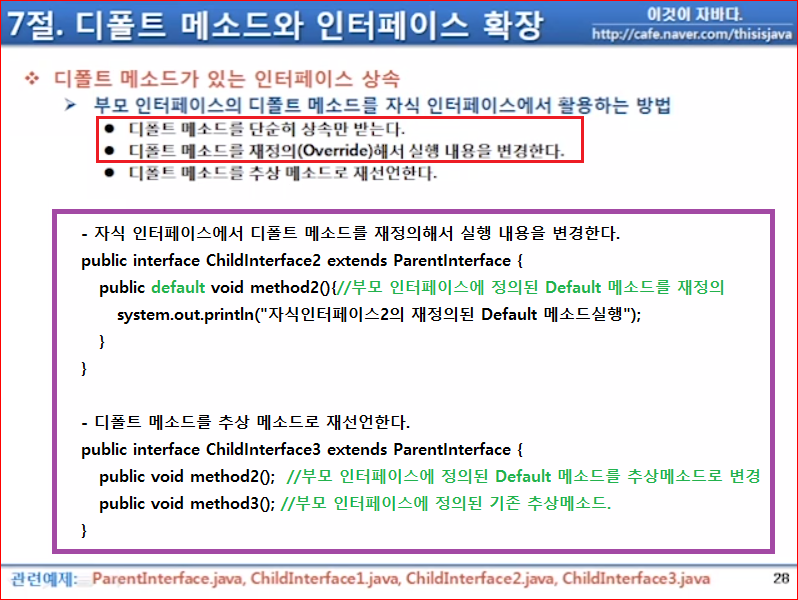 7절. 디폴트 메소드와 인터페이스 확장
이것이 자바다.
http://cafe.naver.com/thisisjava
디폴트 메소드가 있는 인터페이스 상속
부모 인터페이스의 디폴트 메소드를 자식 인터페이스에서 활용하는 방법
디폴트 메소드를 단순히 상속만 받는다.
디폴트 메소드를 재정의(Override)해서 실행 내용을 변경한다.
디폴트 메소드를 추상 메소드로 재선언한다.
- 자식 인터페이스에서 디폴트 메소드를 재정의해서 실행 내용을 변경한다.
public interface ChildInterface2 extends ParentInterface {
public default void method2(){//부모 인터페이스에 정의된 Default 메소드를 재정의
system.out.println("자식인터페이스2의 재정의된 Default 메소드실행");
}
}
- 디폴트 메소드를 추상 메소드로 재선언한다.
public interface ChildInterface3 extends ParentInterface {
public void method2(); //부모 인터페이스에 정의된 Default 메소드를 추상메소드로 변경
public void method3(); //부모 인터페이스에 정의된 기존 추상메소드.
}
관련예제: ParentInterface.java, ChildInterface1.java, ChildInterface2.java, ChildInterface3.java
28